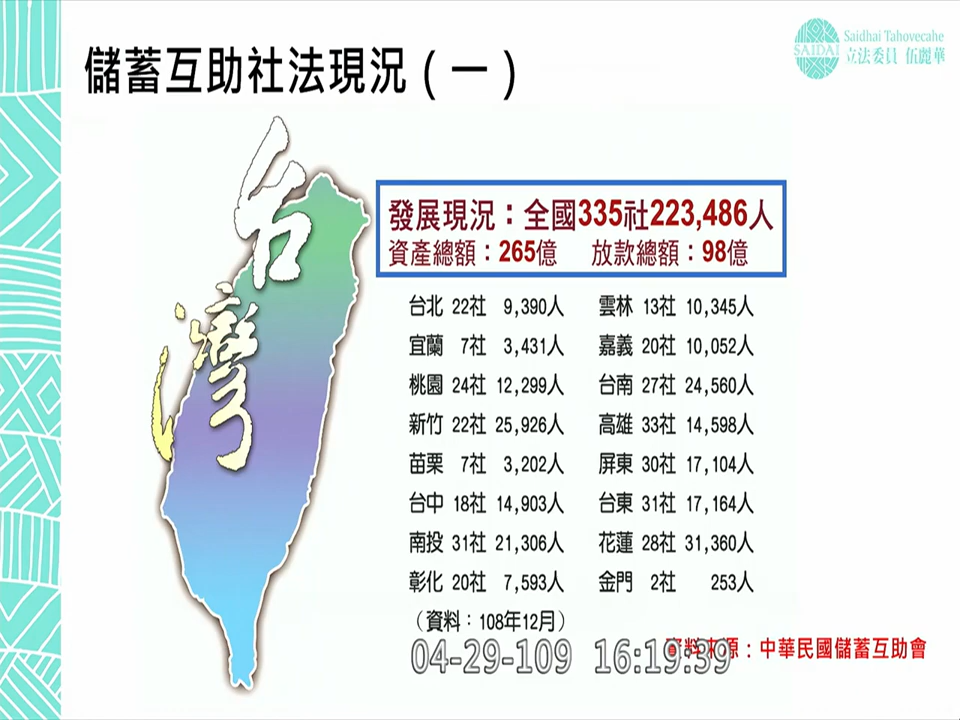 儲蓄互助社法現況（一）
SAIDAI
Saidhai Tahovecahe
立法委員 伍麗華
台灣
發展現況：全國335社223,486人
資產總額：265億 放款總額：98億
台北 22社 9,390人 雲林 13社 10,345人
宜蘭 7社 3,431人 嘉義 20社 10,052人
桃園 24社 12,299人 台南 27社 24,560人
新竹 22社 25,926人 高雄 33社 14,598人
苗栗 7社 3,202人 屏東 30社 17,104人
台中 18社 14,903人 台東 31社 17,164人
南投 31社 21,306人 花蓮 28社 31,360人
彰化 20社 7,593人 金門 2社 253人
（資料：108年12月）
資料來源：中華民國儲蓄互助會
04-29-109 16:19:39